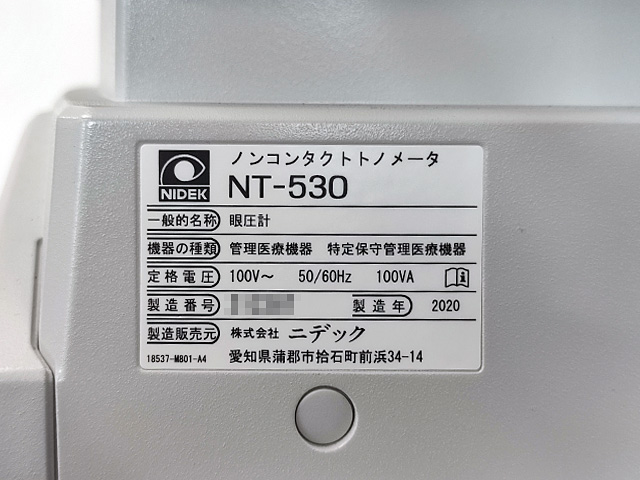 NIDEK
ノンコンタクトトノメータ
NT-530
一般的名称 眼圧計
機器の種類 管理医療機器 特定保守管理医療機器
定格電圧 100V～ 50/60Hz 100VA
製造番号 製造年 2020
製造販売元 株式会社 ニデック
18537-M801-A4 愛知県蒲郡市拾石町前浜34-14